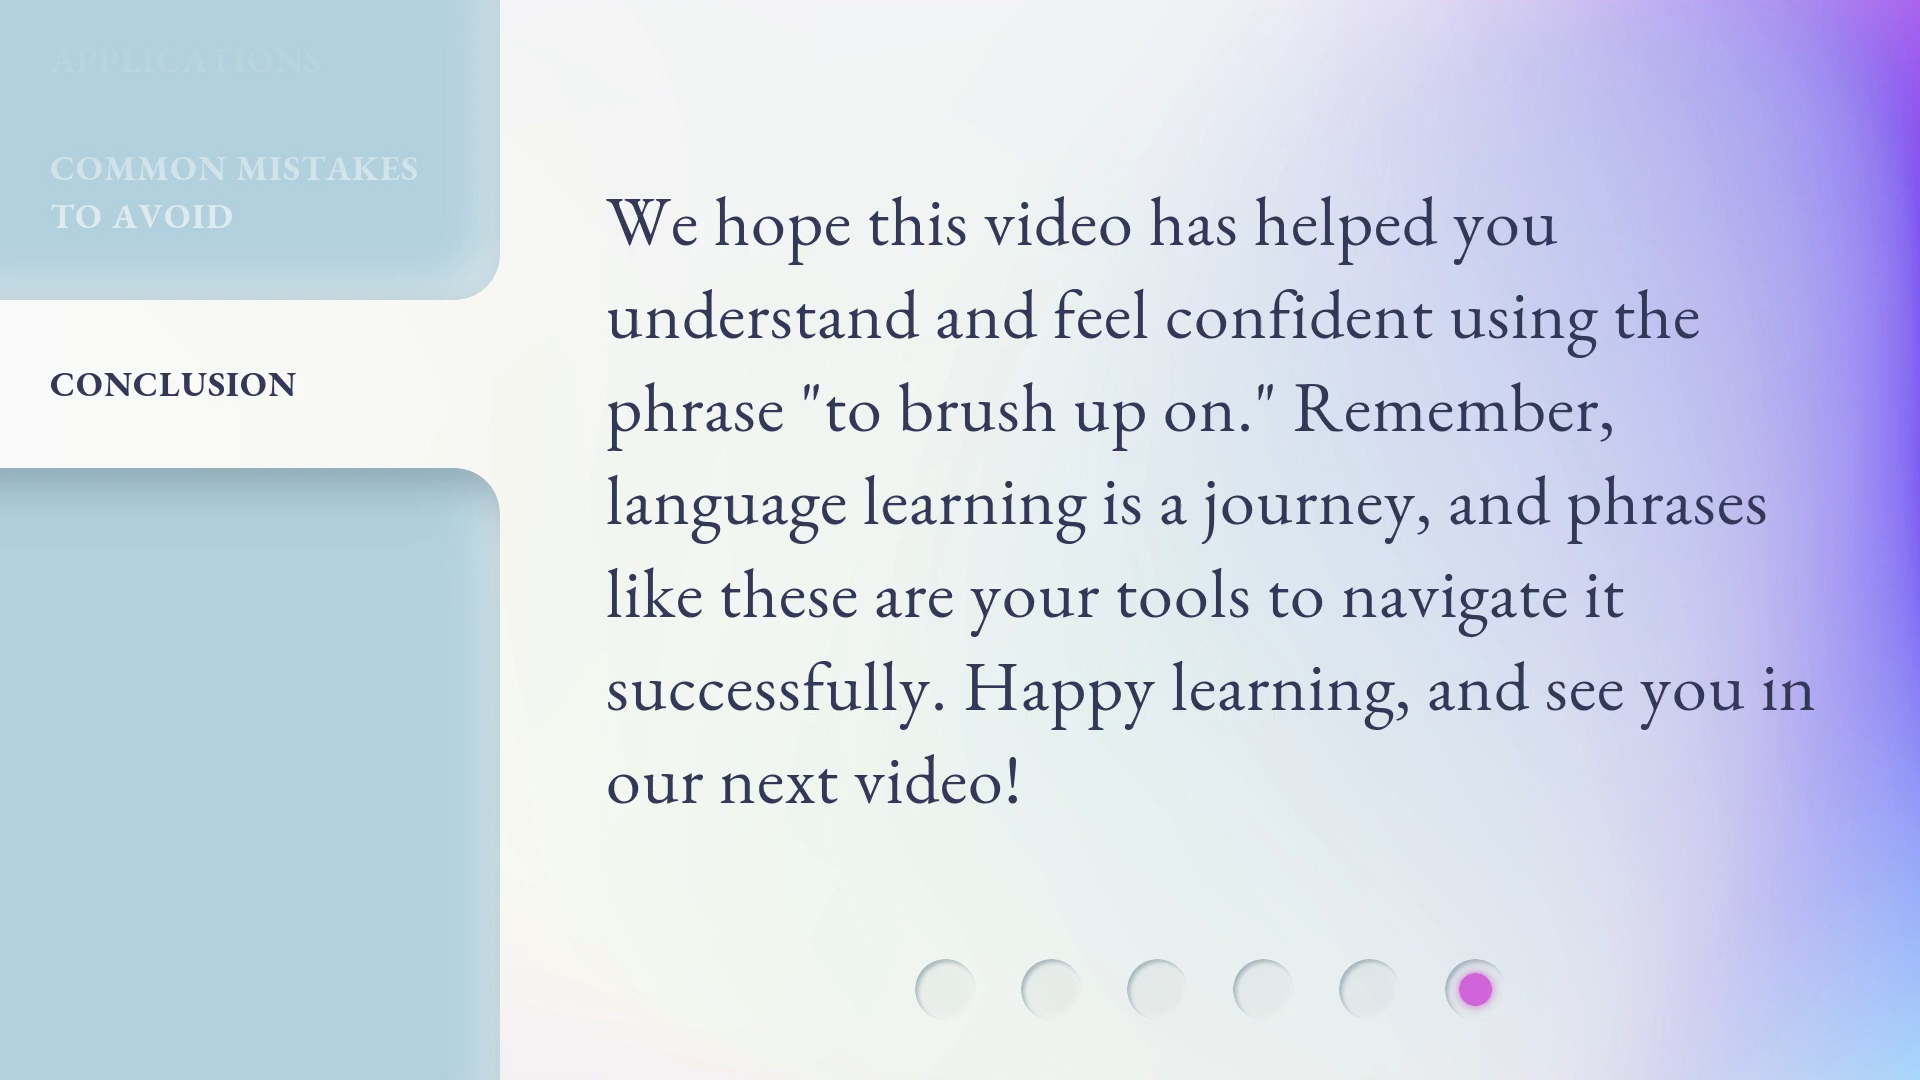 APPLICATIONS
COMMON MISTAKES
TO AVOID
CONCLUSION
We hope this video has helped you
understand and feel confident using the
phrase "to brush up on." Remember,
language learning is a journey, and phrases
like these are your tools to navigate it
successfully. Happy learning, and see you in
our next video!